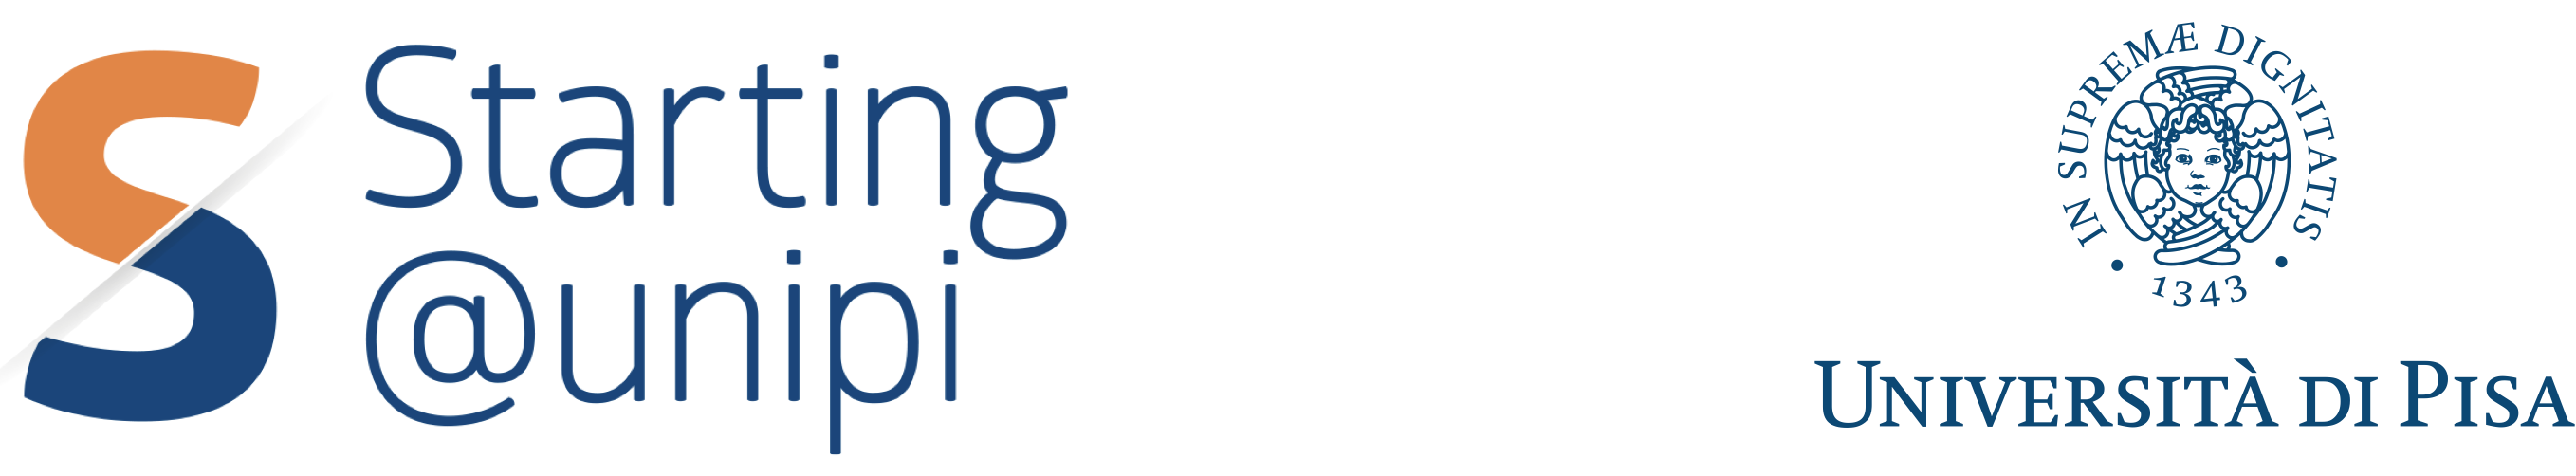 Starting
@unipi
IN SUPREMÆ DIGNITATIS
1343
UNIVERSITÀ DI PISA